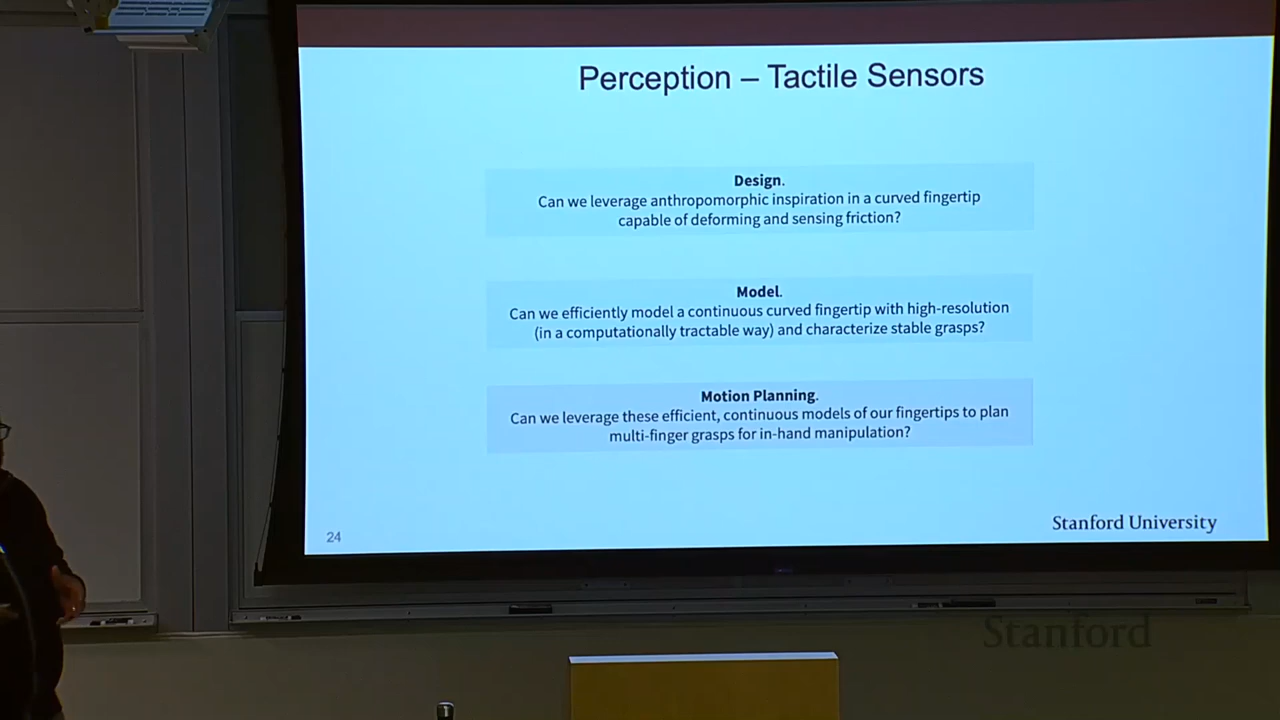 Perception – Tactile Sensors
Design.
Can we leverage anthropomorphic inspiration in a curved fingertip
capable of deforming and sensing friction?
Model.
Can we efficiently model a continuous curved fingertip with high-resolution
(in a computationally tractable way) and characterize stable grasps?
Motion Planning.
Can we leverage these efficient, continuous models of our fingertips to plan
multi-finger grasps for in-hand manipulation?
24
Stanford University
Stanford